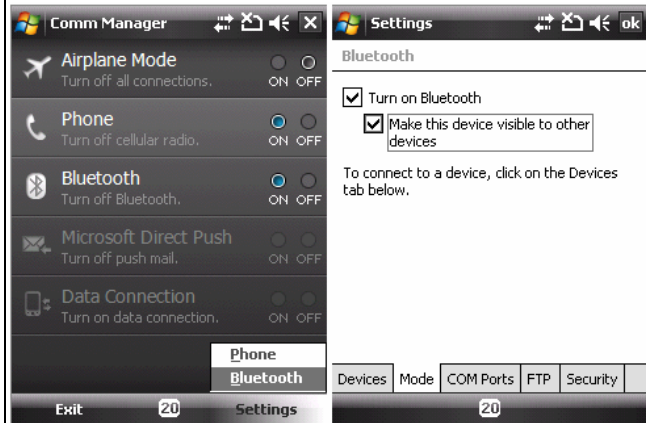 Comm Manager
Airplane Mode
Turn off all connections.
ON OFF
Phone
Turn off cellular radio.
ON OFF
Bluetooth
Turn off Bluetooth.
ON OFF
Microsoft Direct Push
Turn off push mail.
ON OFF
Data Connection
Turn on data connection.
ON OFF
Phone
Bluetooth
Exit 20 Settings
Settings ok
Bluetooth
Turn on Bluetooth
Make this device visible to other
devices
To connect to a device, click on the Devices
tab below.
Devices Mode COM Ports FTP Security
20